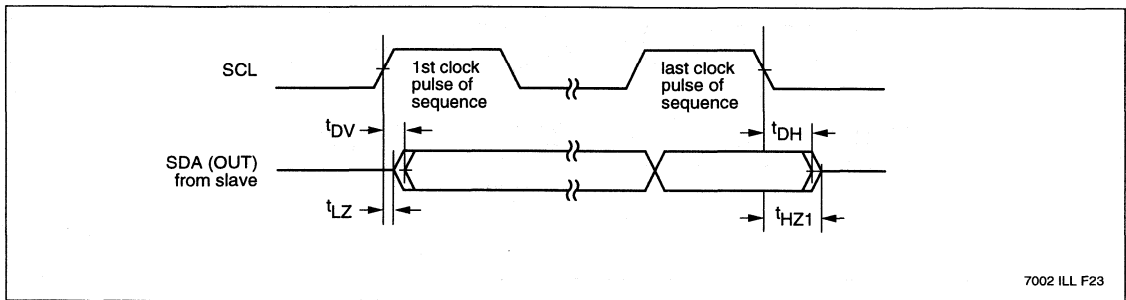 SCL
1st clock
pulse of
sequence
last clock
pulse of
sequence
tDV
tDH
SDA (OUT)
from slave
tLZ
tHZ1
7002 ILL F23